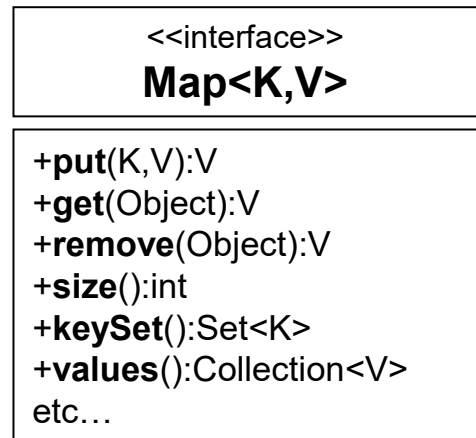 <<interface>>
Map<K,V>
+put(K,V):V
+get(Object):V
+remove(Object):V
+size():int
+keySet():Set<K>
+values():Collection<V>
etc…